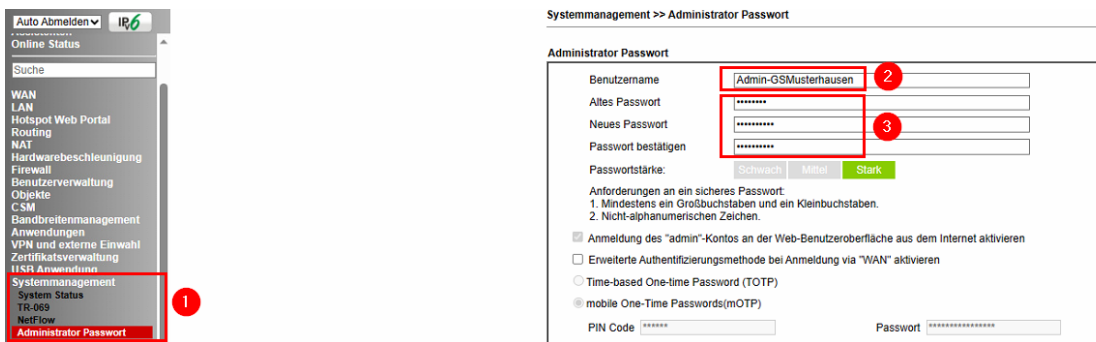 Auto Abmelden
IPv6
Online Status
Suche
WAN
LAN
Hotspot Web Portal
Routing
NAT
Hardwarebeschleunigung
Firewall
Benutzerverwaltung
Objekte
CSM
Bandbreitenmanagement
Anwendungen
VPN und externe Einwahl
Zertifikatsverwaltung
USB Anwendung
Systemmanagement
System Status
TR-069
NetFlow
Administrator Passwort
1
Systemmanagement >> Administrator Passwort
Administrator Passwort
Benutzername Admin-GSMusterhausen 2
Altes Passwort ••••••••
Neues Passwort •••••••••• 3
Passwort bestätigen ••••••••••
Passwortstärke: Schwach Mittel Stark
Anforderungen an ein sicheres Passwort:
1. Mindestens ein Großbuchstaben und ein Kleinbuchstaben.
2. Nicht-alphanumerischen Zeichen.
Anmeldung des "admin"-Kontos an der Web-Benutzeroberfläche aus dem Internet aktivieren
Erweiterte Authentifizierungsmethode bei Anmeldung via "WAN" aktivieren
Time-based One-time Password (TOTP)
mobile One-Time Passwords(mOTP)
PIN Code ****** Passwort ****************